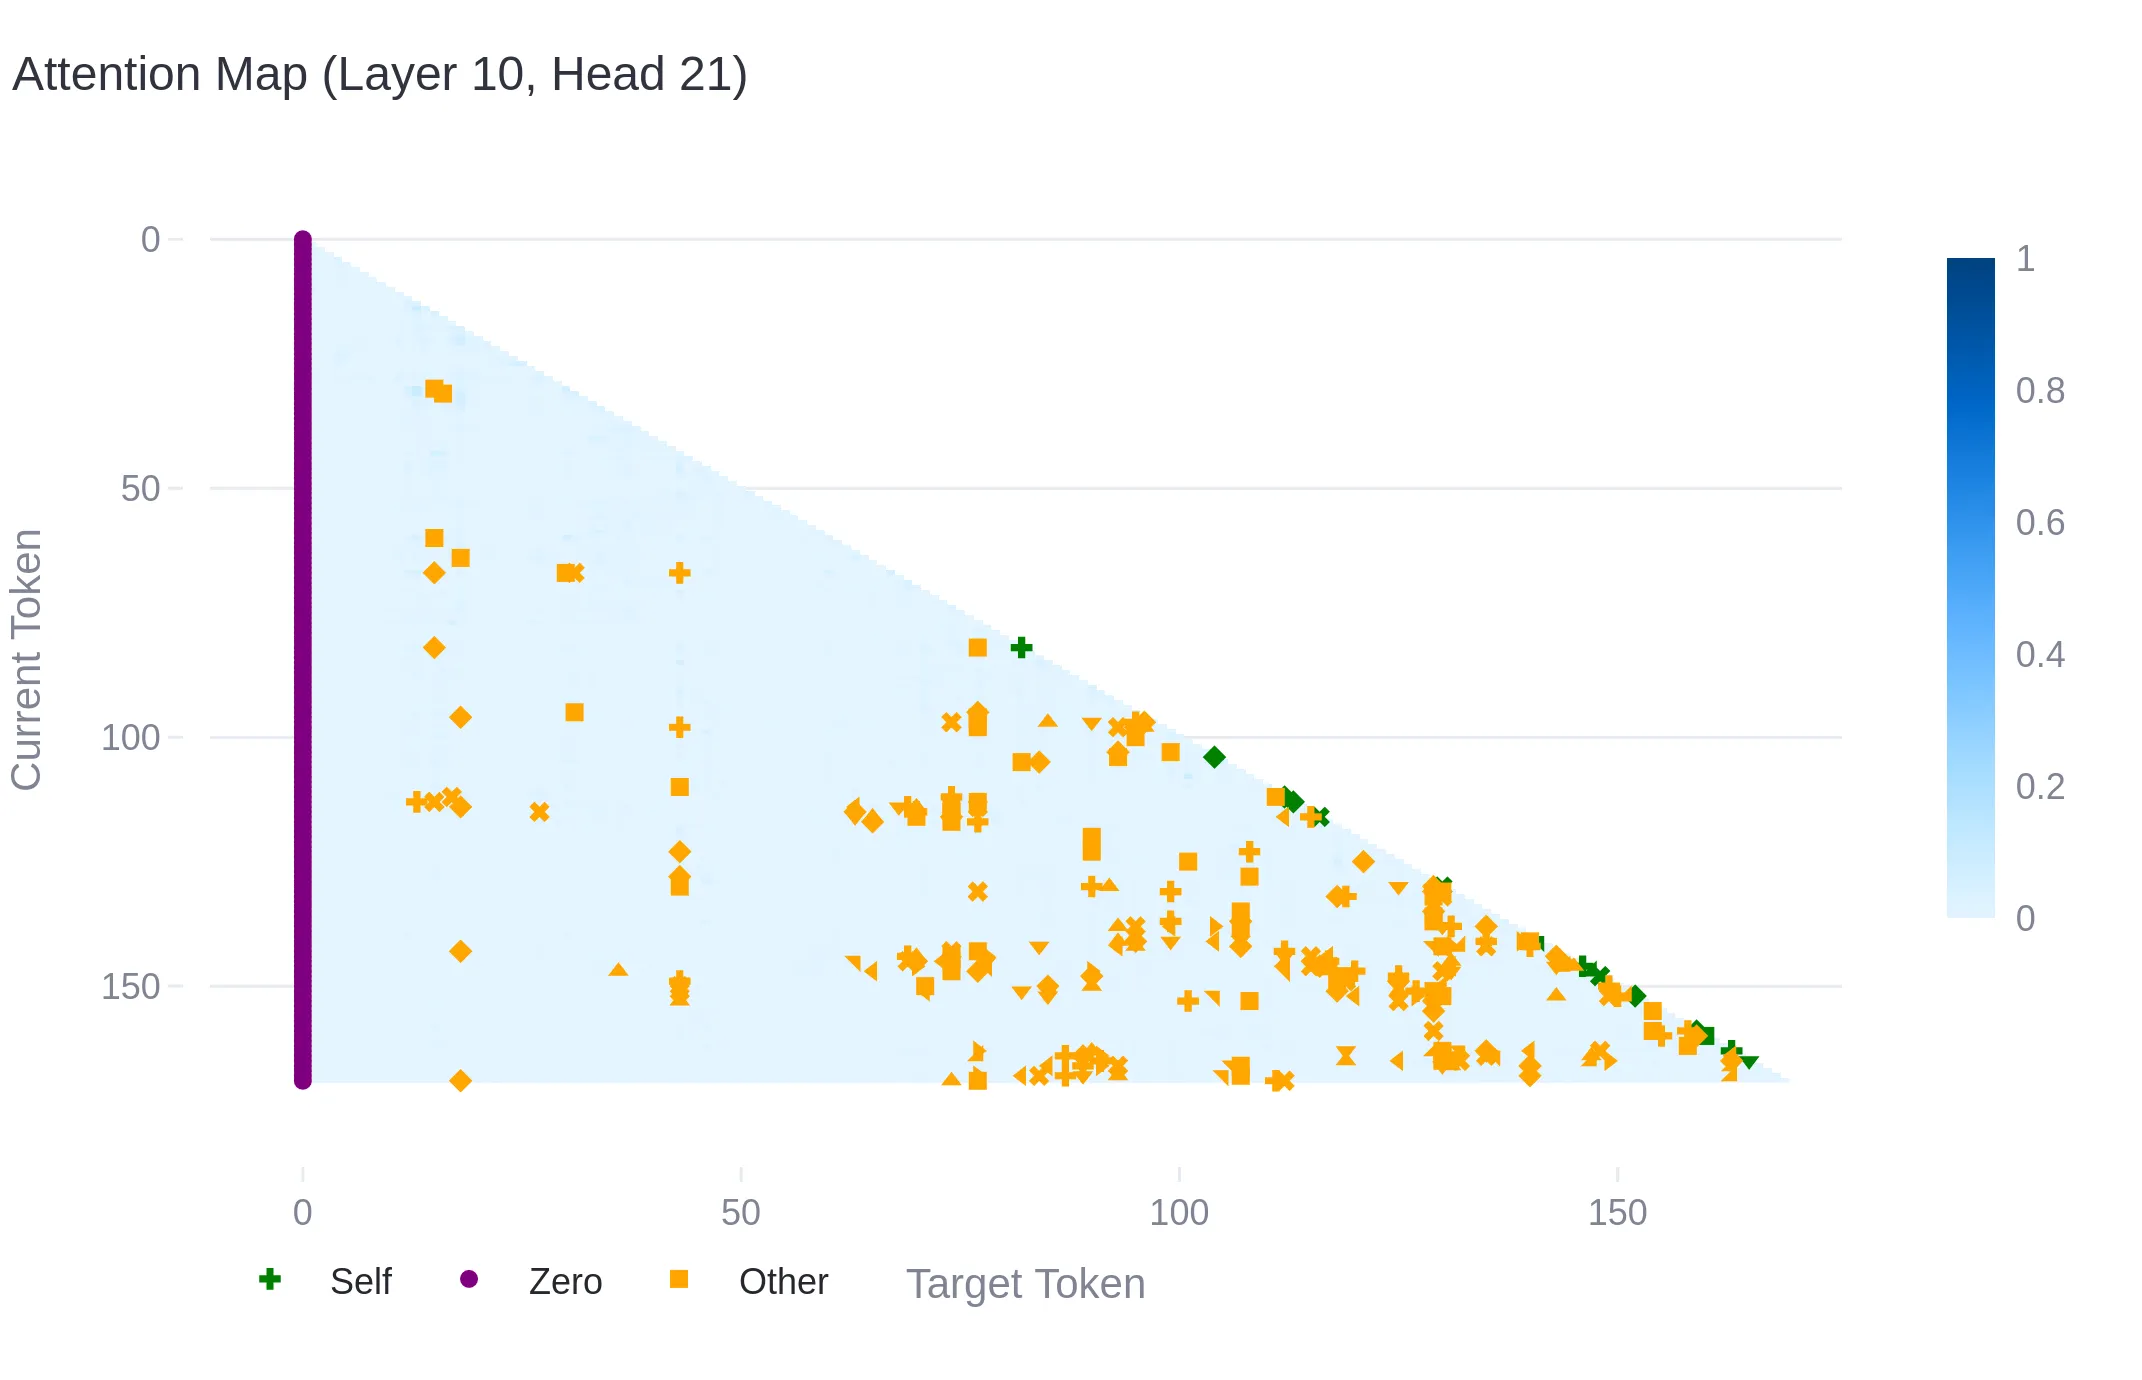 Attention Map (Layer 10, Head 21)
0
50
100
150
Current Token
1
0.8
0.6
0.4
0.2
0
0 50 100 150
Self Zero Other Target Token